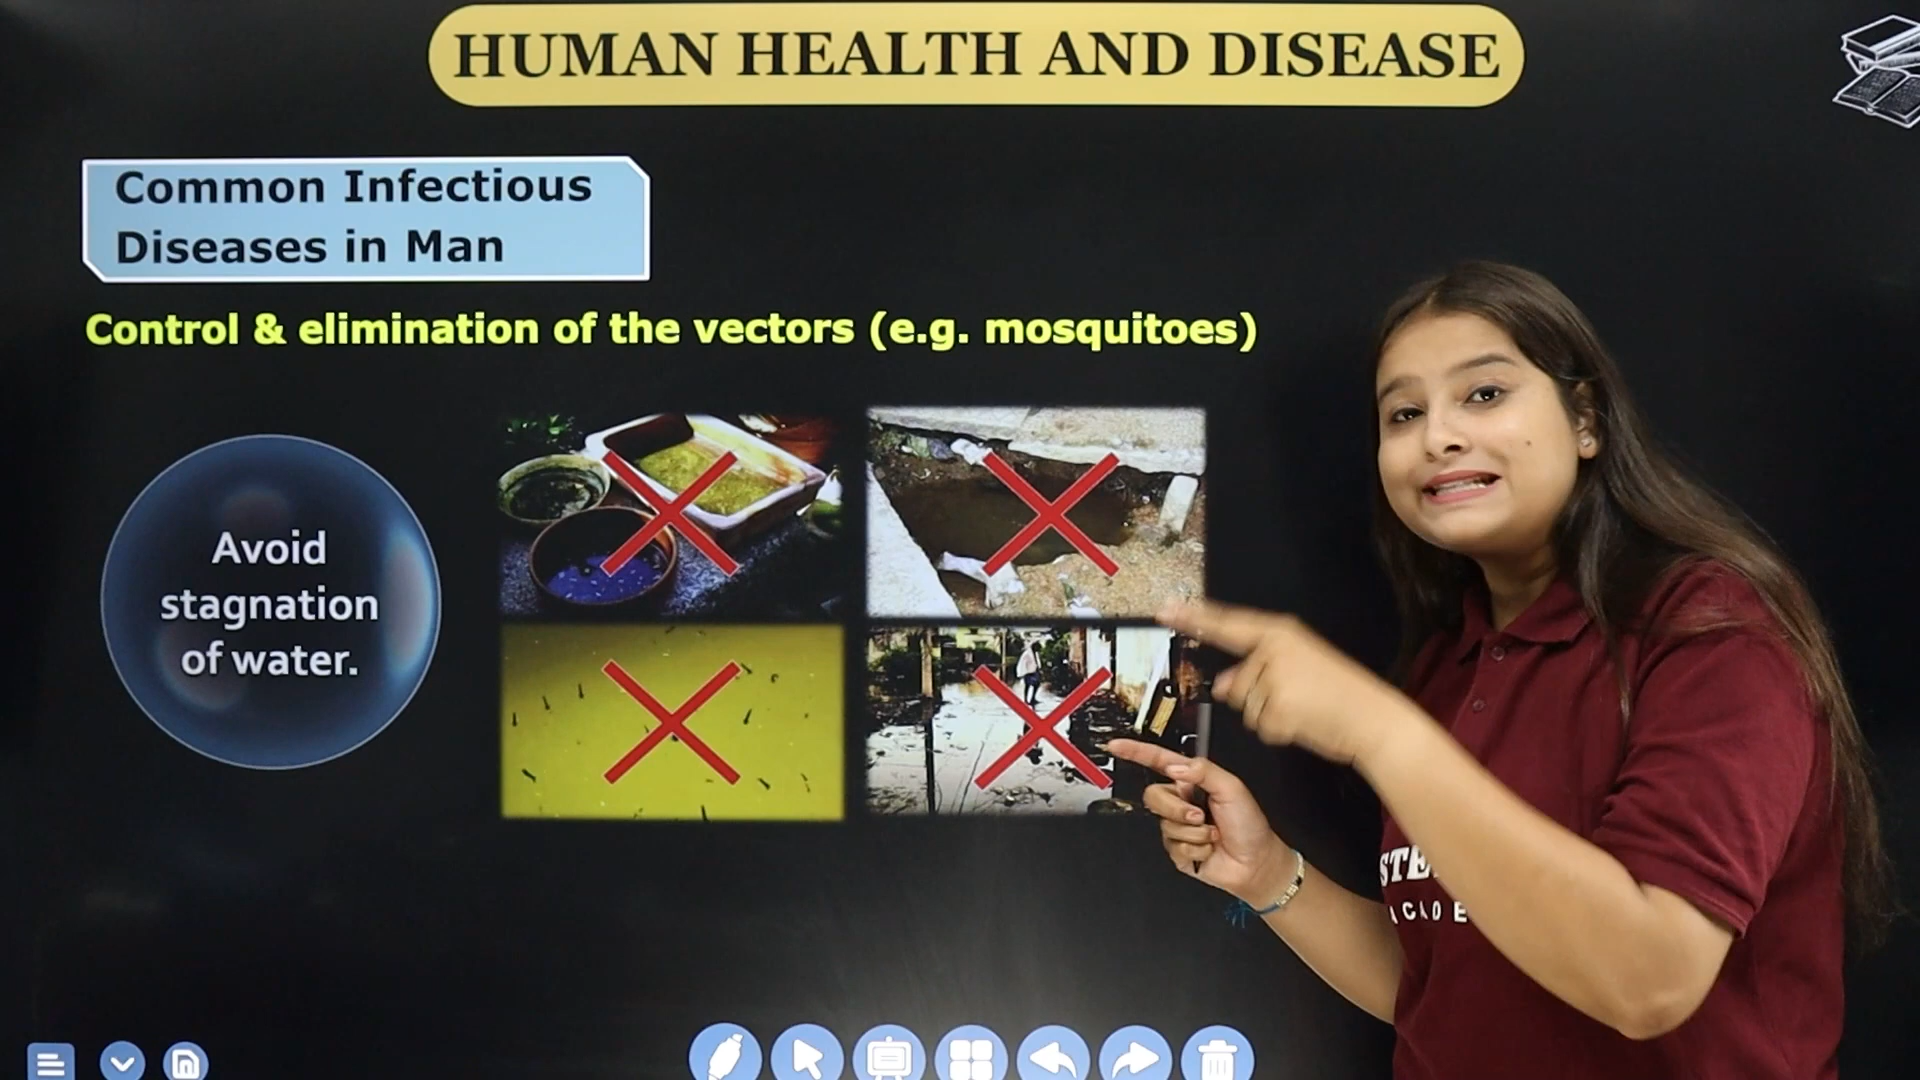 HUMAN HEALTH AND DISEASE
Common Infectious
Diseases in Man
Control & elimination of the vectors (e.g. mosquitoes)
Avoid
stagnation
of water.